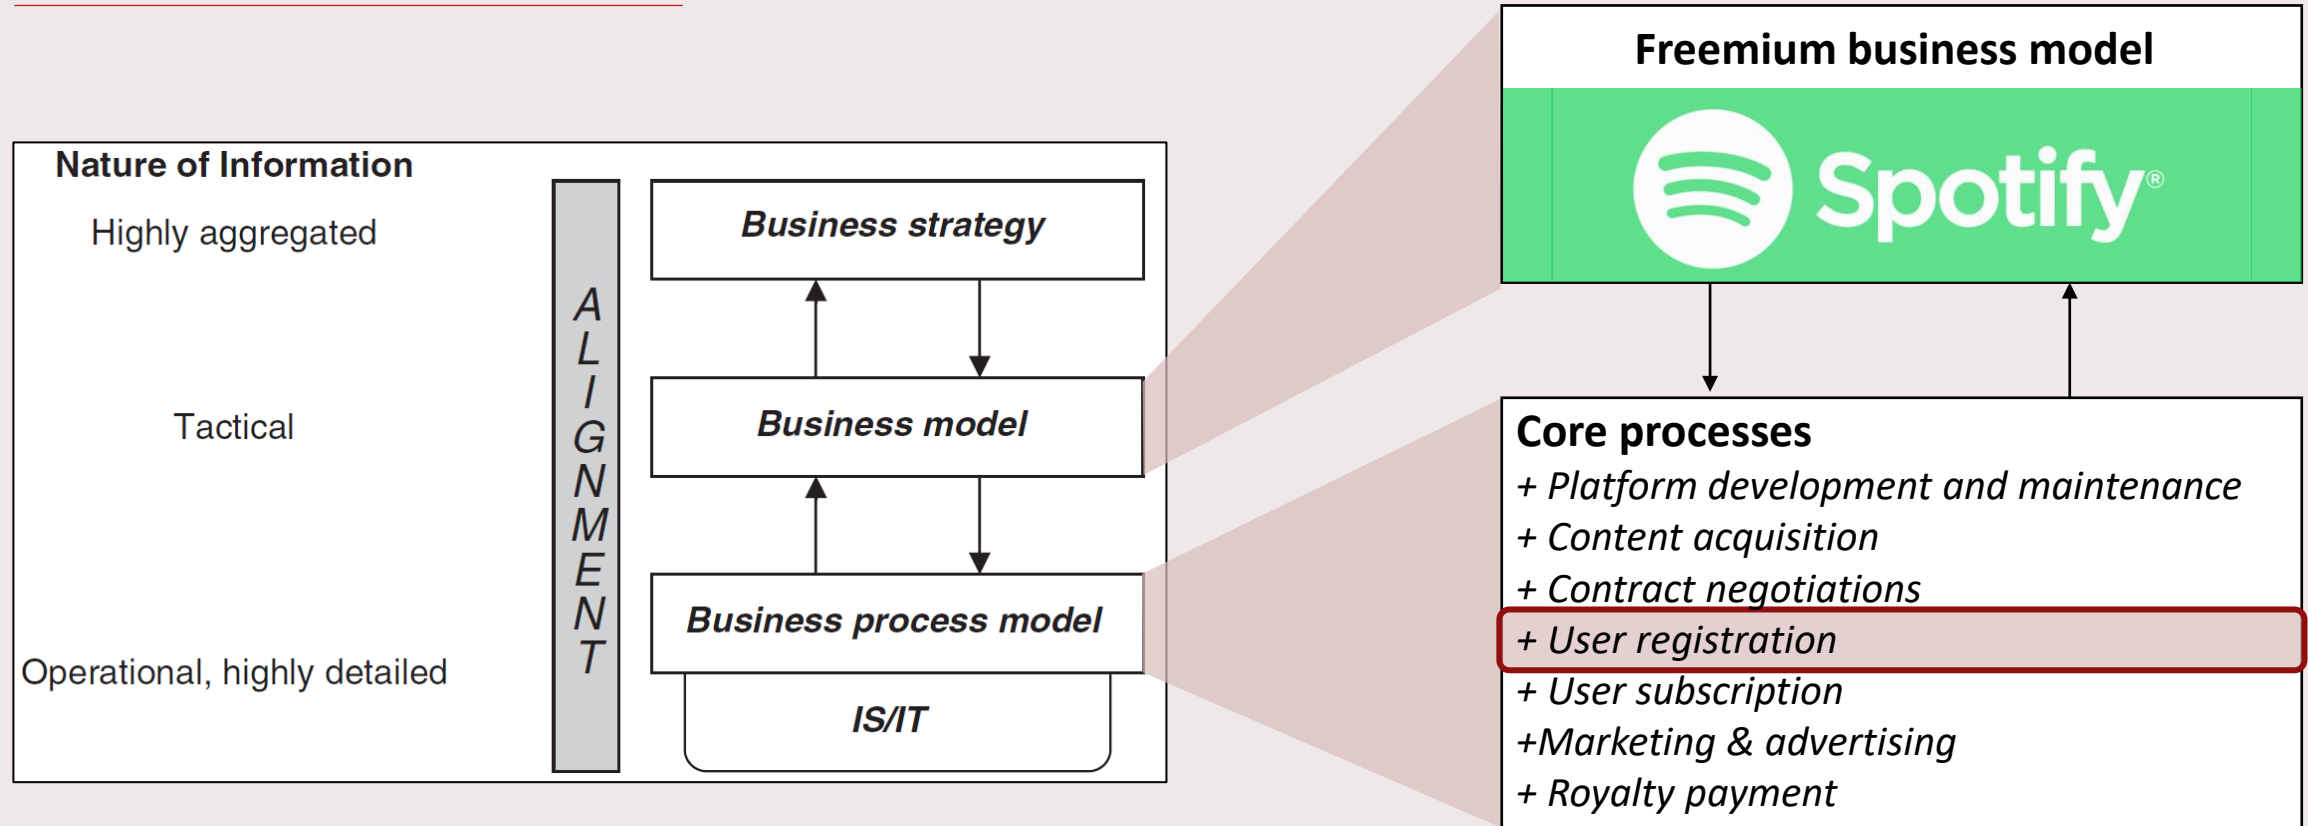 Nature of Information
Highly aggregated
Tactical
Operational, highly detailed
ALIGNMENT
Business strategy
Business model
Business process model
IS/IT
Freemium business model
Spotify®
Core processes
+ Platform development and maintenance
+ Content acquisition
+ Contract negotiations
+ User registration
+ User subscription
+Marketing & advertising
+ Royalty payment